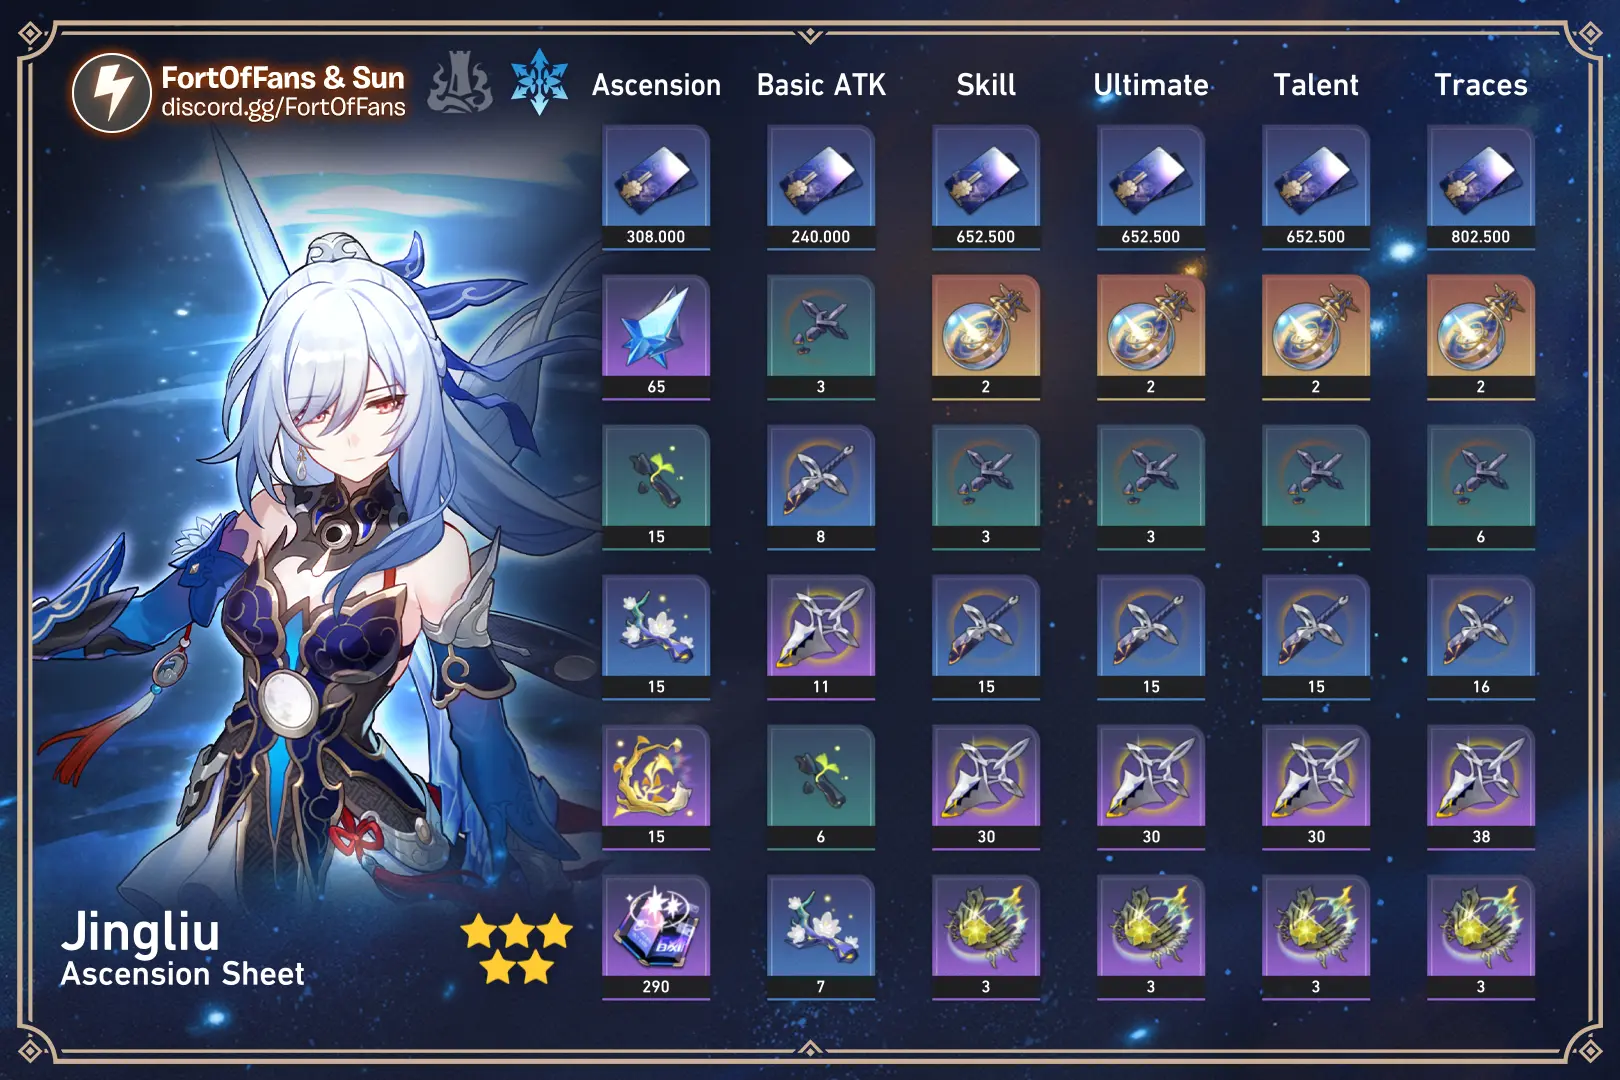 FortOfFans & Sun
discord.gg/FortOfFans
Ascension Basic ATK Skill Ultimate Talent Traces
308.000 240.000 652.500 652.500 652.500 802.500
65 3 2 2 2 2
15 8 3 3 3 6
15 11 15 15 15 16
15 6 30 30 30 38
290 7 3 3 3 3
Jingliu
Ascension Sheet